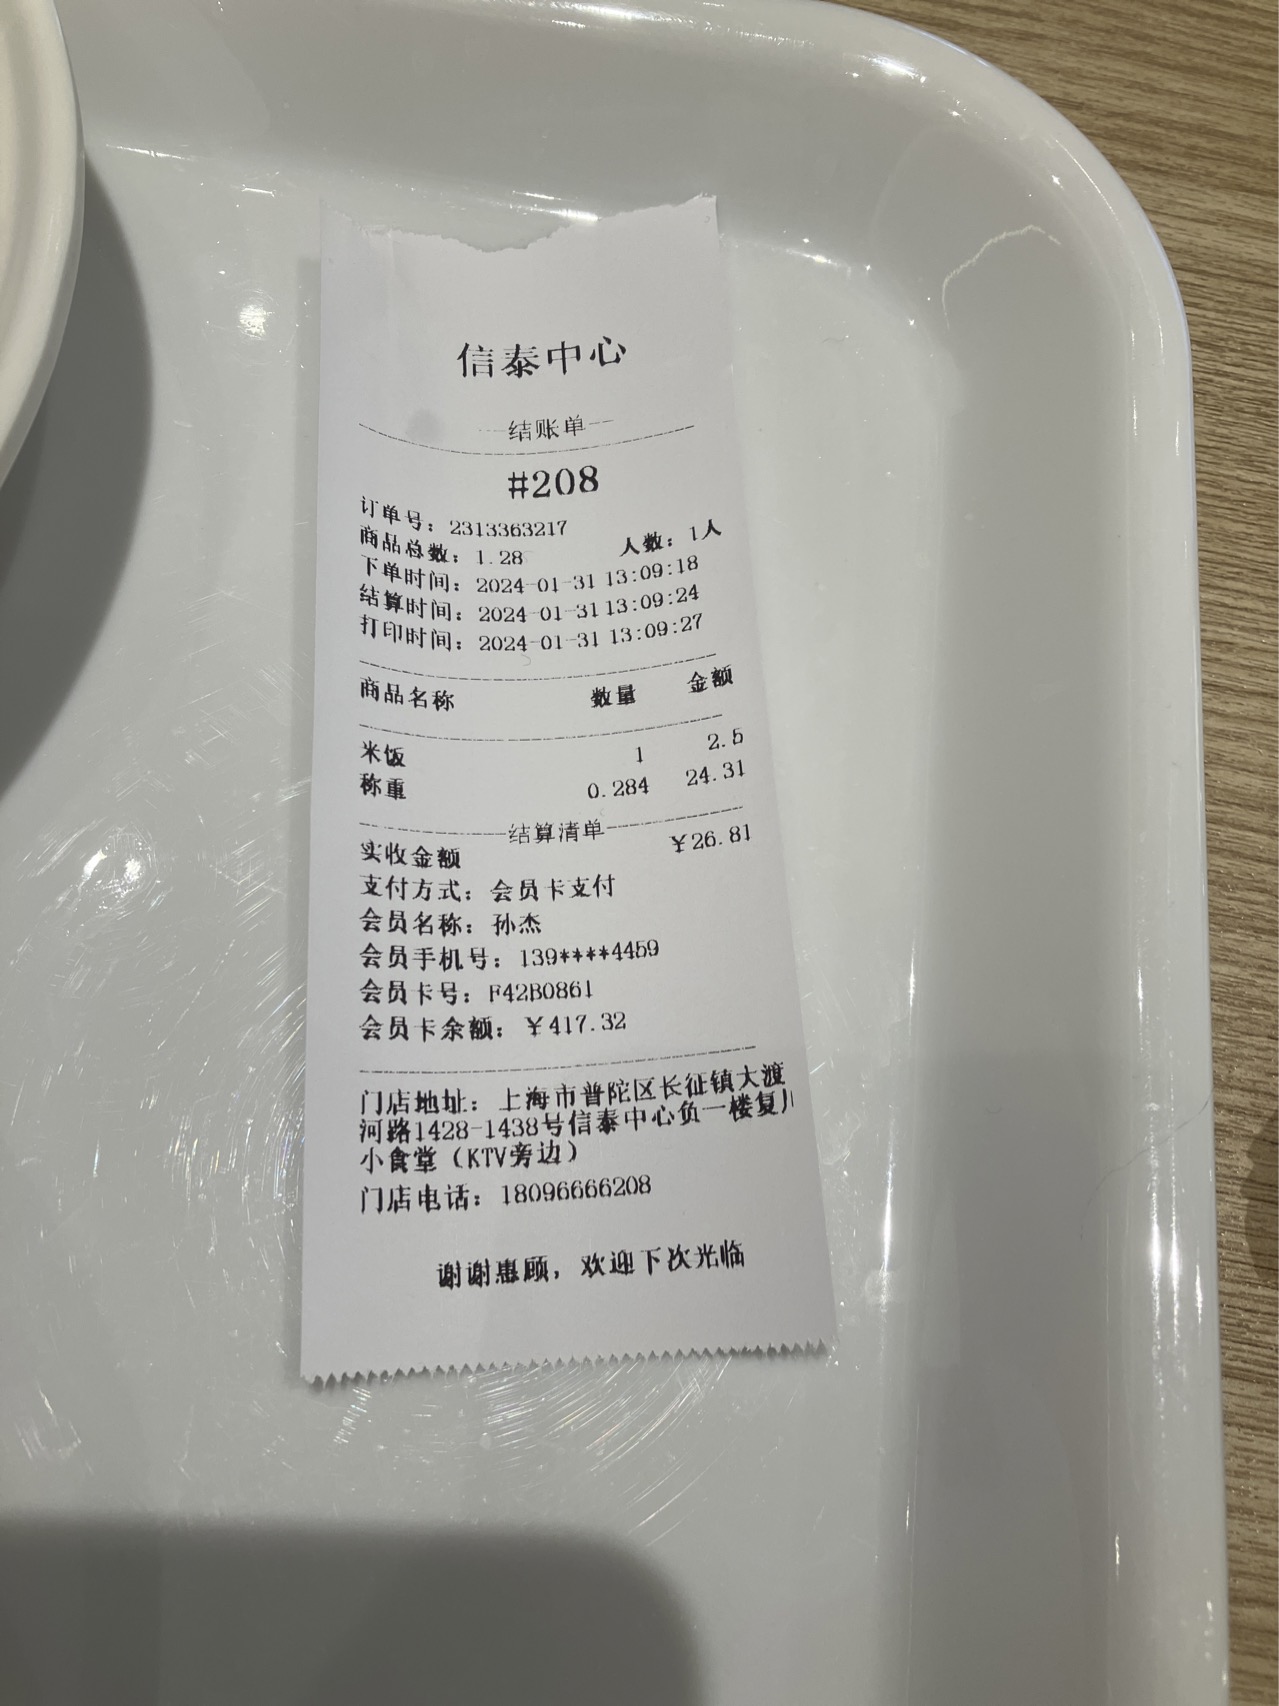 信泰中心
结账单
#208
订单号：2313363217
商品总数：1.28 人数：1人
下单时间：2024-01-31 13:09:18
结算时间：2024-01-31 13:09:24
打印时间：2024-01-31 13:09:27
商品名称 数量 金额
米饭 1 2.5
称重 0.284 24.31
结算清单
实收金额 ￥26.81
支付方式：会员卡支付
会员名称：孙杰
会员手机号：139****4459
会员卡号：F42B0861
会员卡余额：￥417.32
门店地址：上海市普陀区长征镇大渡
河路1428-1438号信泰中心负一楼复
小食堂（KTV旁边）
门店电话：18096666208
谢谢惠顾，欢迎下次光临